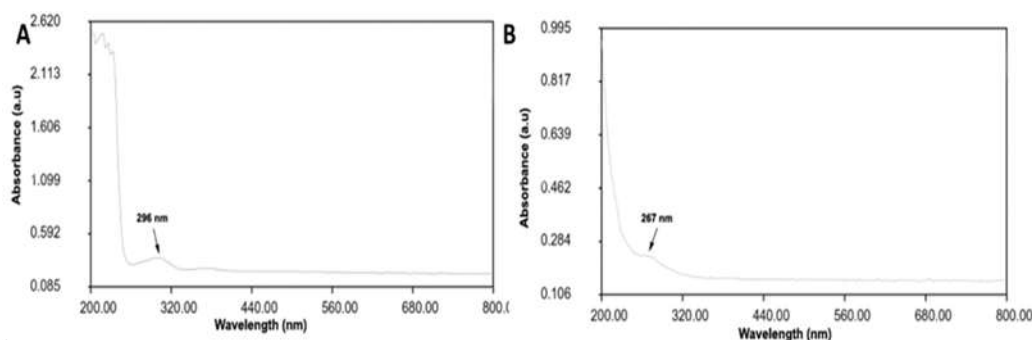 A
2.620
2.113
1.606
1.099
0.592
0.085
Absorbance (a.u)
296 nm
200.00 320.00 440.00 560.00 680.00 800.0
Wavelength (nm)
B
0.995
0.817
0.639
0.462
0.284
0.106
Absorbance (a.u)
267 nm
200.00 320.00 440.00 560.00 680.00 800.00
Wavelength (nm)